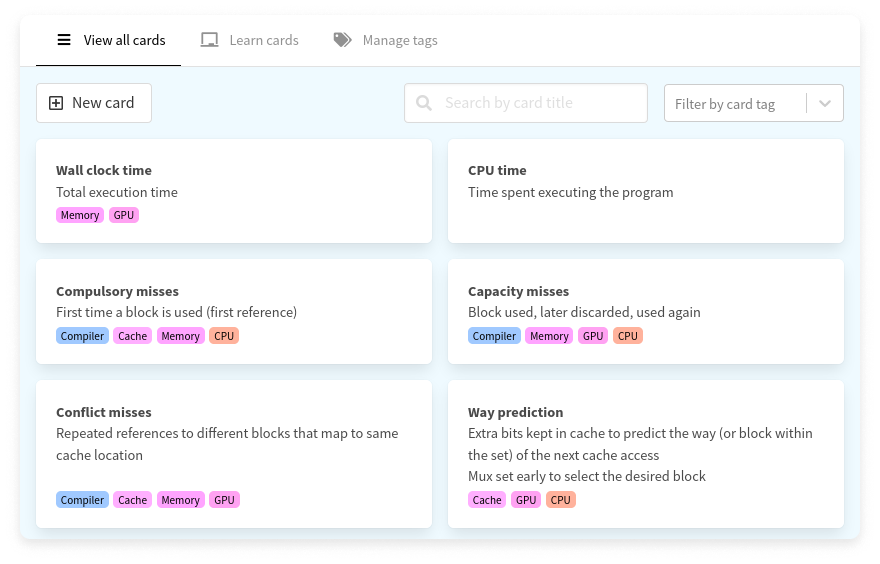 View all cards
Learn cards
Manage tags
New card
Search by card title
Filter by card tag
Wall clock time
Total execution time
Memory GPU
CPU time
Time spent executing the program
Compulsory misses
First time a block is used (first reference)
Compiler Cache Memory CPU
Capacity misses
Block used, later discarded, used again
Compiler Memory GPU CPU
Conflict misses
Repeated references to different blocks that map to same
cache location
Compiler Cache Memory GPU
Way prediction
Extra bits kept in cache to predict the way (or block within
the set) of the next cache access
Mux set early to select the desired block
Cache GPU CPU